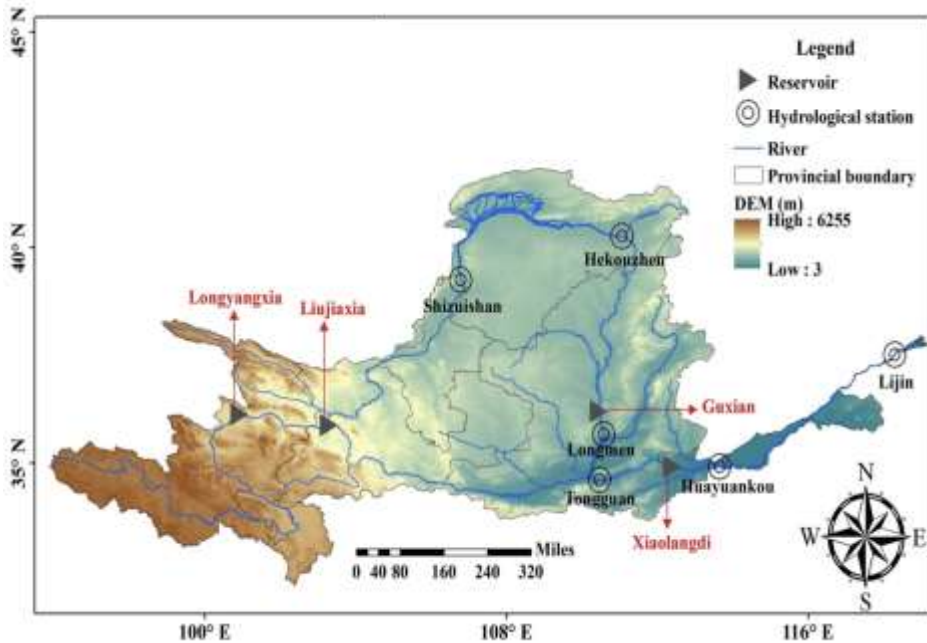 45° N
40° N
35° N
Legend
Reservoir
Hydrological station
River
Provincial boundary
DEM (m)
High : 6255
Low : 3
Hekouzhen
Shizuishan
Longyangxia
Liujiaxia
Lijin
Guxian
Longmen
Tongguan
Huayuankou
Xiaolangdi
Miles
0 40 80 160 240 320
N
W E
S
100° E 108° E 116° E